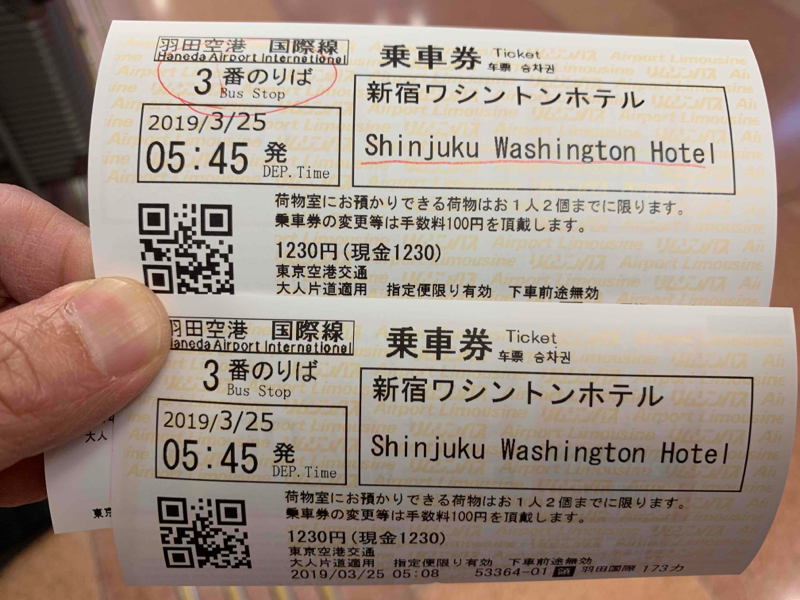 羽田空港 国際線
Haneda Airport International
3 番のりば
Bus Stop
2019/3/25
05:45 発
DEP.Time
乗車券 Ticket
车票 승차권
新宿ワシントンホテル
Shinjuku Washington Hotel
荷物室にお預かりできる荷物はお1人2個までに限ります。
乗車券の変更等は手数料100円を頂戴します。
1230円(現金1230)
東京空港交通
大人片道適用 指定便限り有効 下車前途無効
羽田空港 国際線
Haneda Airport International
3 番のりば
Bus Stop
2019/3/25
05:45 発
DEP.Time
乗車券 Ticket
车票 승차권
新宿ワシントンホテル
Shinjuku Washington Hotel
荷物室にお預かりできる荷物はお1人2個までに限ります。
乗車券の変更等は手数料100円を頂戴します。
1230円(現金1230)
東京空港交通
大人片道適用 指定便限り有効 下車前途無効
2019/03/25 05:08 53364-01 羽田国際 173カ
大人
東京
Airport Limousine リムジンバス